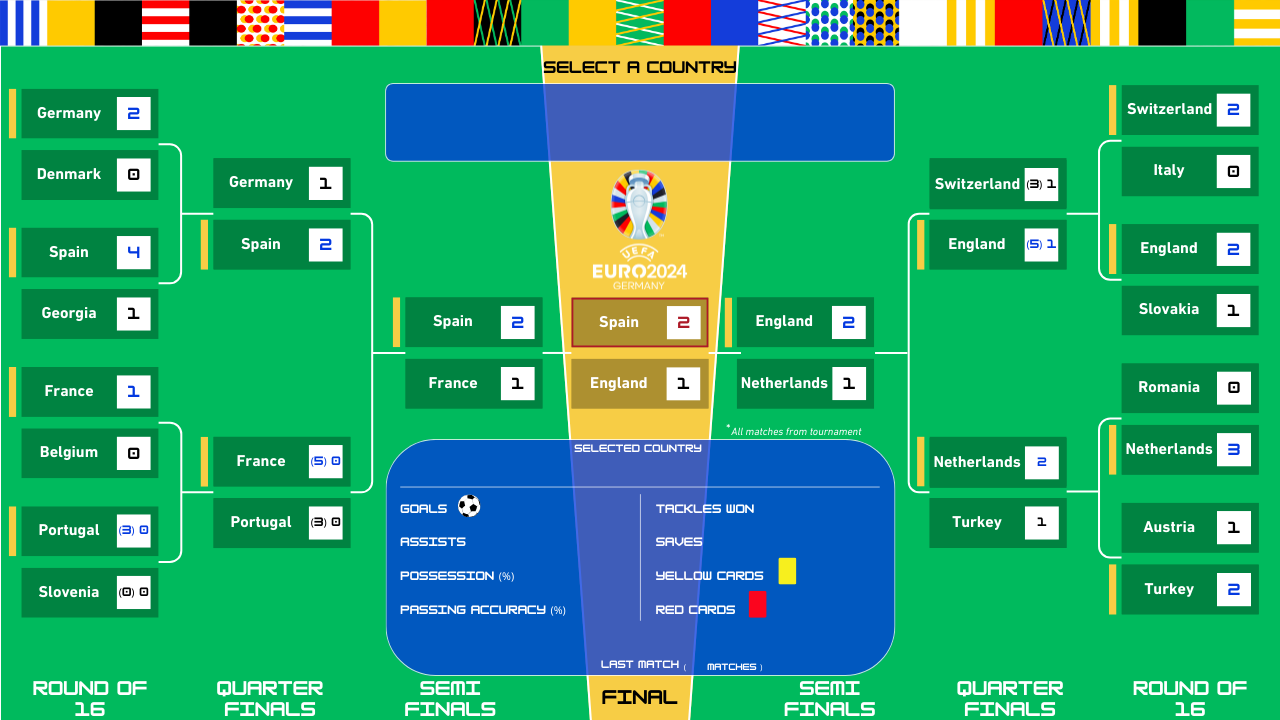 SELECT A COUNTRY
Germany 2
Denmark 0
Spain 4
Georgia 1
France 1
Belgium 0
Portugal (3) 0
Slovenia (0) 0
Germany 1
Spain 2
France (5) 0
Portugal (3) 0
Spain 2
France 1
UEFA
EURO2024
GERMANY
Spain 2
England 1
England 2
Netherlands 1
*All matches from tournament
Switzerland (3) 1
England (5) 1
Netherlands 2
Turkey 1
Switzerland 2
Italy 0
England 2
Slovakia 1
Romania 0
Netherlands 3
Austria 1
Turkey 2
SELECTED COUNTRY
GOALS
ASSISTS
POSSESSION (%)
PASSING ACCURACY (%)
TACKLES WON
SAVES
YELLOW CARDS
RED CARDS
LAST MATCH ( MATCHES )
ROUND OF
16
QUARTER
FINALS
SEMI
FINALS
FINAL
SEMI
FINALS
QUARTER
FINALS
ROUND OF
16